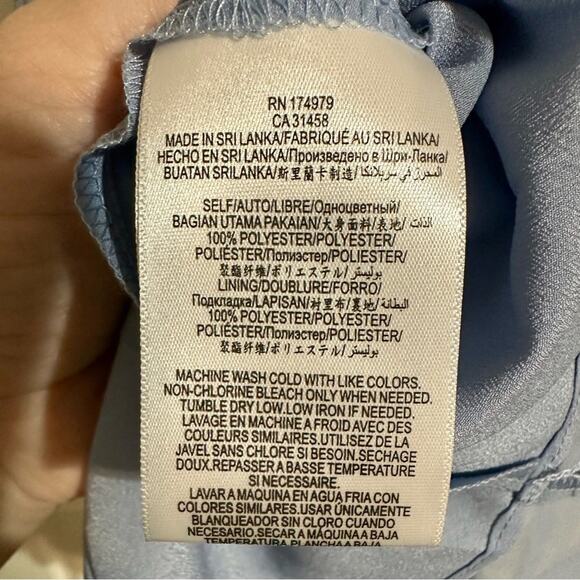 RN 174979
CA 31458
MADE IN SRI LANKA/FABRIQUÉ AU SRI LANKA/
HECHO EN SRI LANKA/Произведено в Шри-Ланка/
BUATAN SRILANKA/斯里蘭卡制造/المحرز في سريلانكا
SELF/AUTO/LIBRE/Одноцветный/
BAGIAN UTAMA PAKAIAN/大身面料/表地/الذات/
100% POLYESTER/POLYESTER/
POLIÉSTER/Полиэстер/POLIESTER/
聚酯纤维/ポリエステル/بوليستر/
LINING/DOUBLURE/FORRO/
Подкладка/LAPISAN/衬里布/裏地/البطانة/
100% POLYESTER/POLYESTER/
POLIÉSTER/Полиэстер/POLIESTER/
聚酯纤维/ポリエステル/بوليستر/
MACHINE WASH COLD WITH LIKE COLORS.
NON-CHLORINE BLEACH ONLY WHEN NEEDED.
TUMBLE DRY LOW.LOW IRON IF NEEDED.
LAVAGE EN MACHINE A FROID AVEC DES
COULEURS SIMILAIRES.UTILISEZ DE LA
JAVEL SANS CHLORE SI BESOIN.SECHAGE
DOUX.REPASSER A BASSE TEMPERATURE
SI NECESSAIRE.
LAVAR A MAQUINA EN AGUA FRIA CON
COLORES SIMILARES.USAR ÚNICAMENTE
BLANQUEADOR SIN CLORO CUANDO
NECESARIO.SECAR A MÁQUINA A BAJA
TEMPERATURA.PLANCHA A BAJA